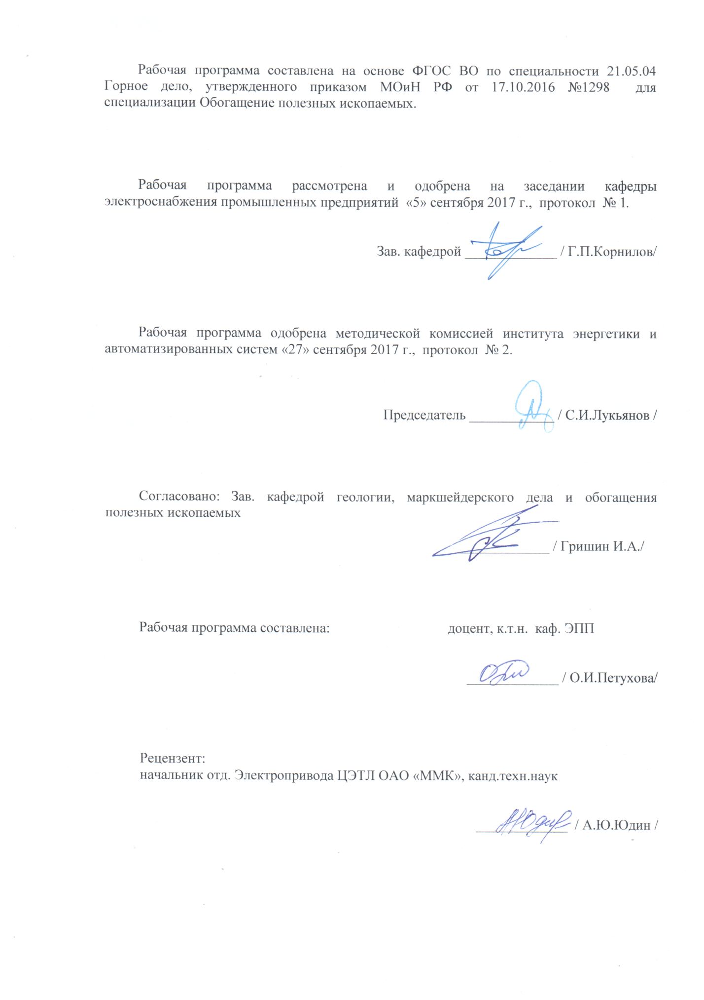 Рабочая программа составлена на основе ФГОС ВО по специальности 21.05.04
Горное дело, утвержденного приказом МОиН РФ от 17.10.2016 №1298 для
специализации Обогащение полезных ископаемых.
Рабочая программа рассмотрена и одобрена на заседании кафедры
электроснабжения промышленных предприятий «5» сентября 2017 г., протокол № 1.
Зав. кафедрой _____________ / Г.П.Корнилов/
Рабочая программа одобрена методической комиссией института энергетики и
автоматизированных систем «27» сентября 2017 г., протокол № 2.
Председатель ____________ / С.И.Лукьянов /
Согласовано: Зав. кафедрой геологии, маркшейдерского дела и обогащения
полезных ископаемых
_____________ / Гришин И.А./
Рабочая программа составлена: доцент, к.т.н. каф. ЭПП
_____________ / О.И.Петухова/
Рецензент:
начальник отд. Электропривода ЦЭТЛ ОАО «ММК», канд.техн.наук
_____________ / А.Ю.Юдин /